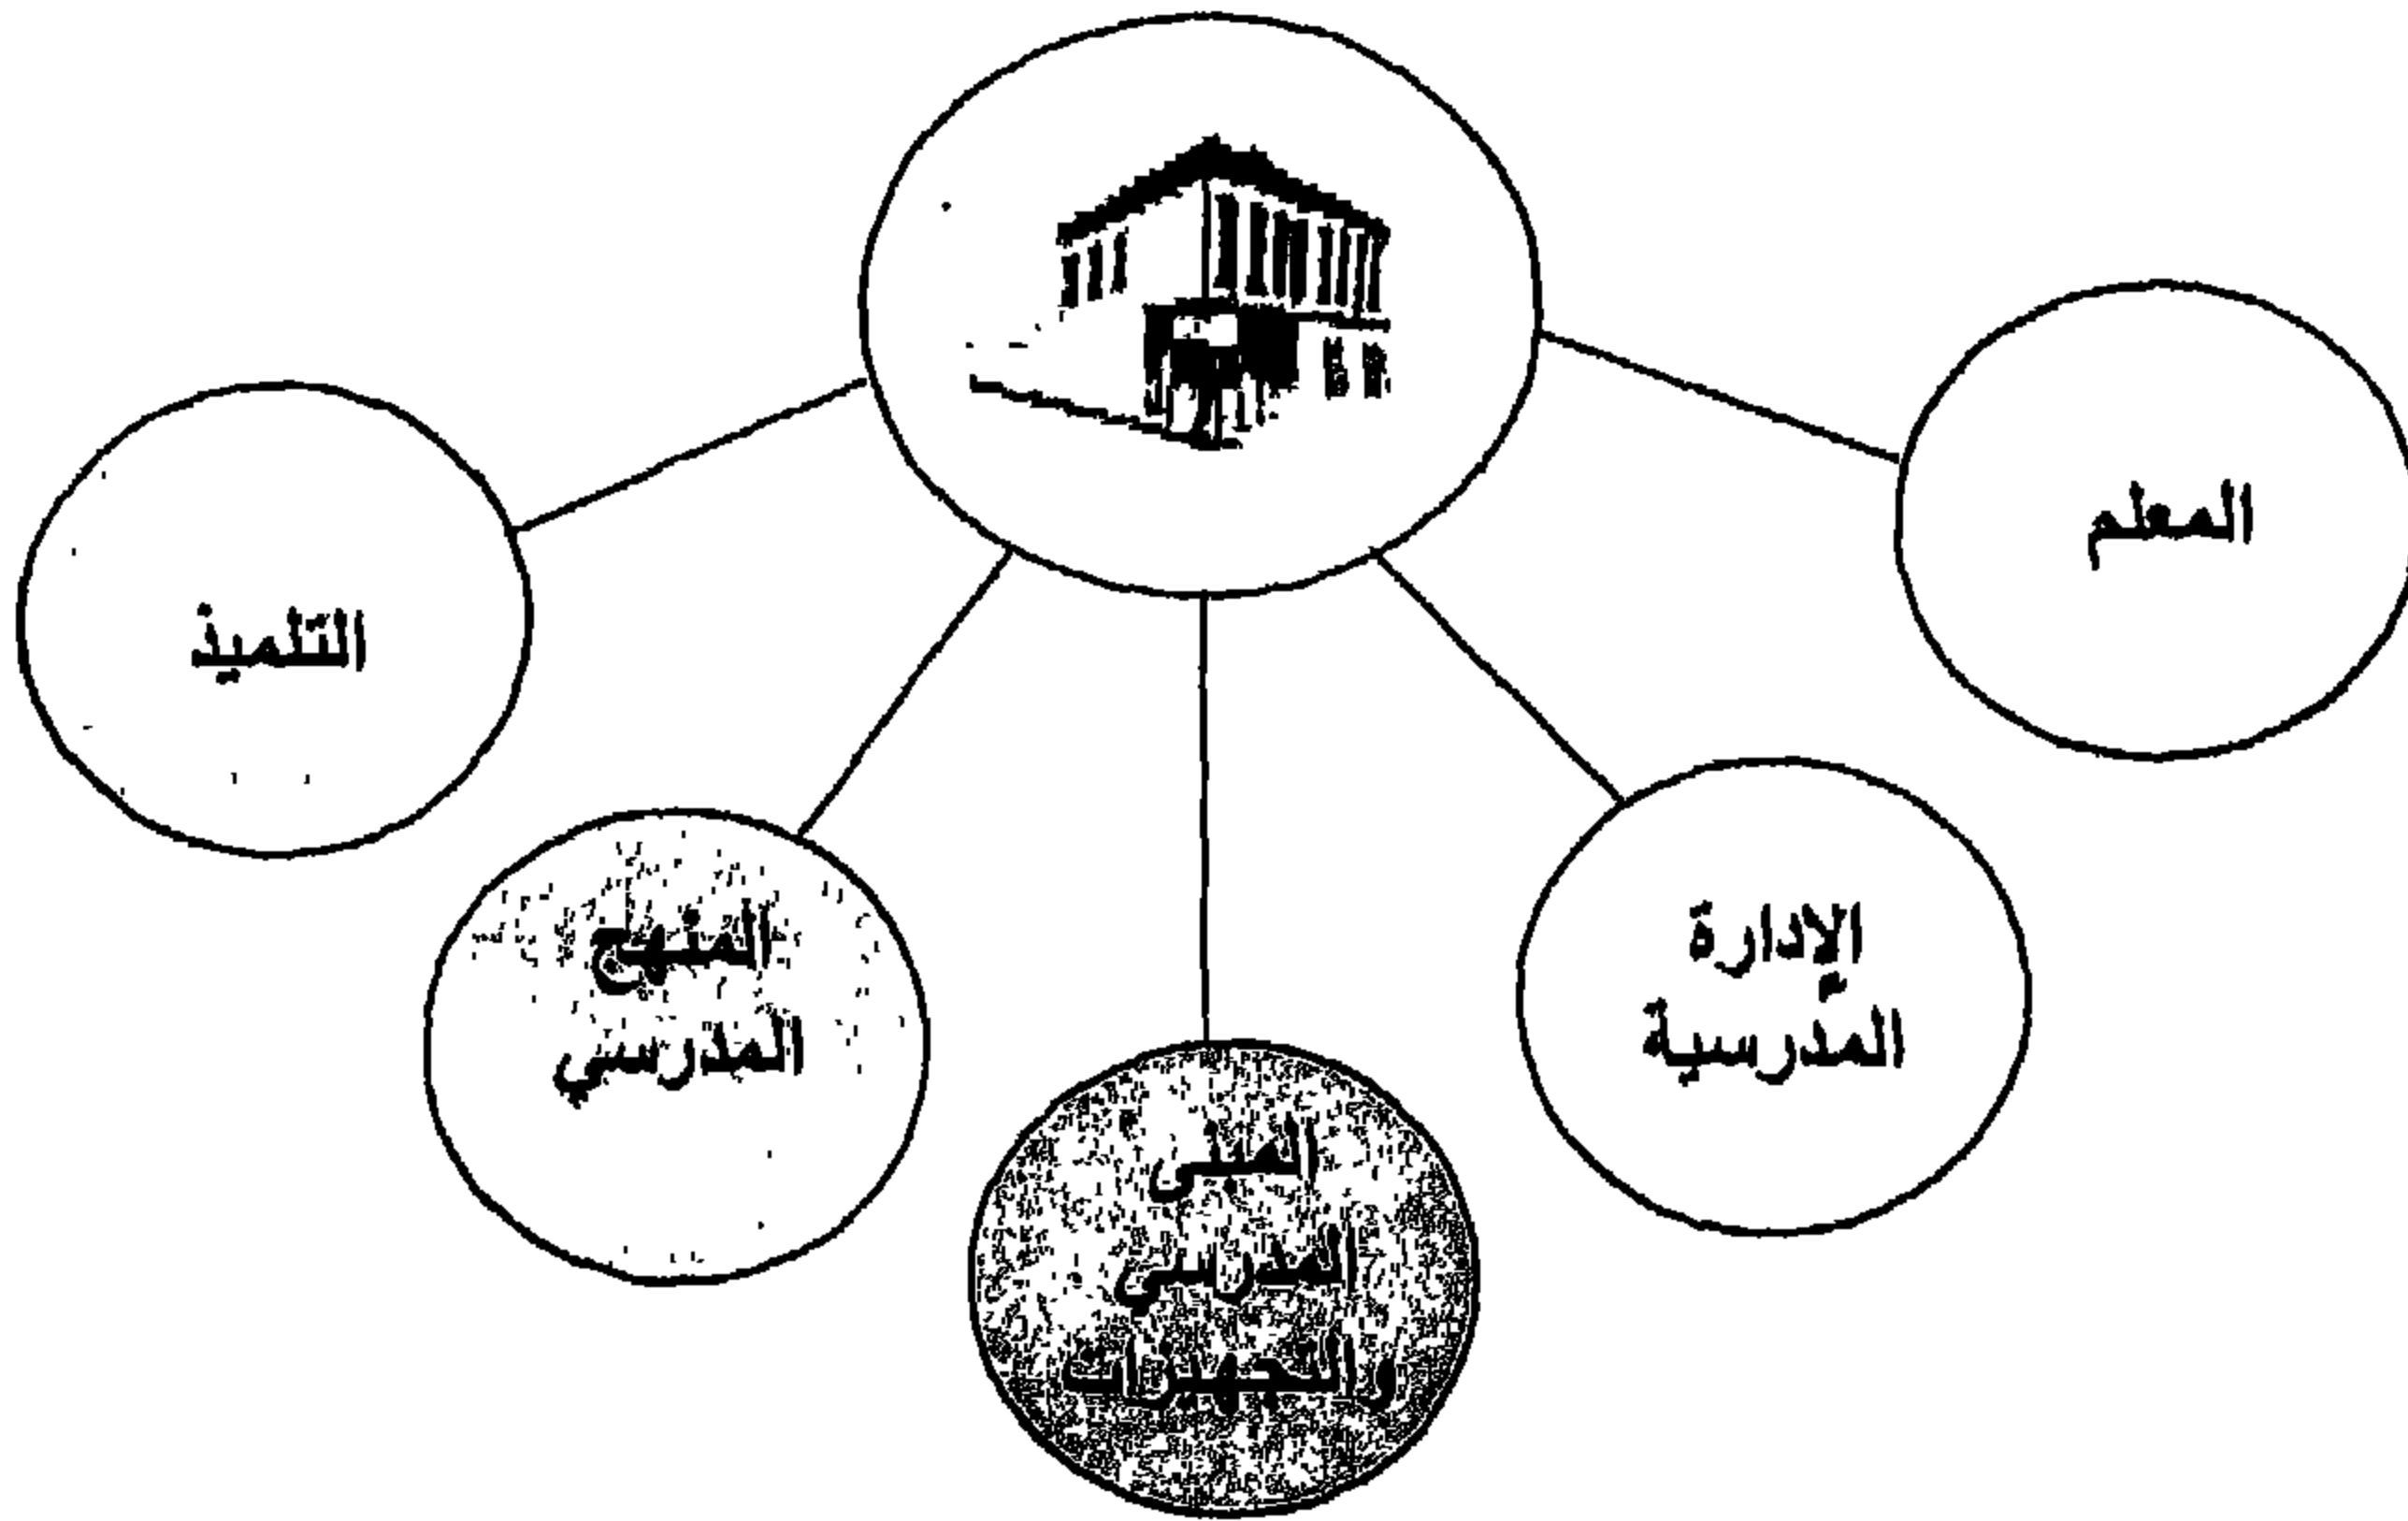 المعلم
الإدارة
المدرسية
المبنى
المدرسي
والتجهيزات
المنهج
المدرسي
التلميذ